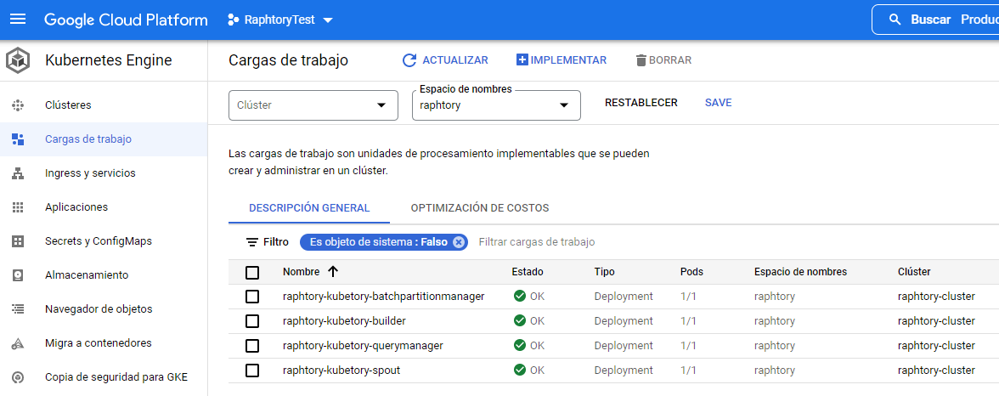 Google Cloud Platform
RaphtoryTest
Buscar Produc
Kubernetes Engine
Cargas de trabajo
ACTUALIZAR
IMPLEMENTAR
BORRAR
Clústeres
Cargas de trabajo
Ingress y servicios
Aplicaciones
Secrets y ConfigMaps
Almacenamiento
Navegador de objetos
Migra a contenedores
Copia de seguridad para GKE
Clúster
Espacio de nombres
raphtory
RESTABLECER
SAVE
Las cargas de trabajo son unidades de procesamiento implementables que se pueden
crear y administrar en un clúster.
DESCRIPCIÓN GENERAL
OPTIMIZACIÓN DE COSTOS
Filtro
Es objeto de sistema : Falso
Filtrar cargas de trabajo
Nombre Estado Tipo Pods Espacio de nombres Clúster
raphtory-kubetory-batchpartitionmanager OK Deployment 1/1 raphtory raphtory-cluster
raphtory-kubetory-builder OK Deployment 1/1 raphtory raphtory-cluster
raphtory-kubetory-querymanager OK Deployment 1/1 raphtory raphtory-cluster
raphtory-kubetory-spout OK Deployment 1/1 raphtory raphtory-cluster